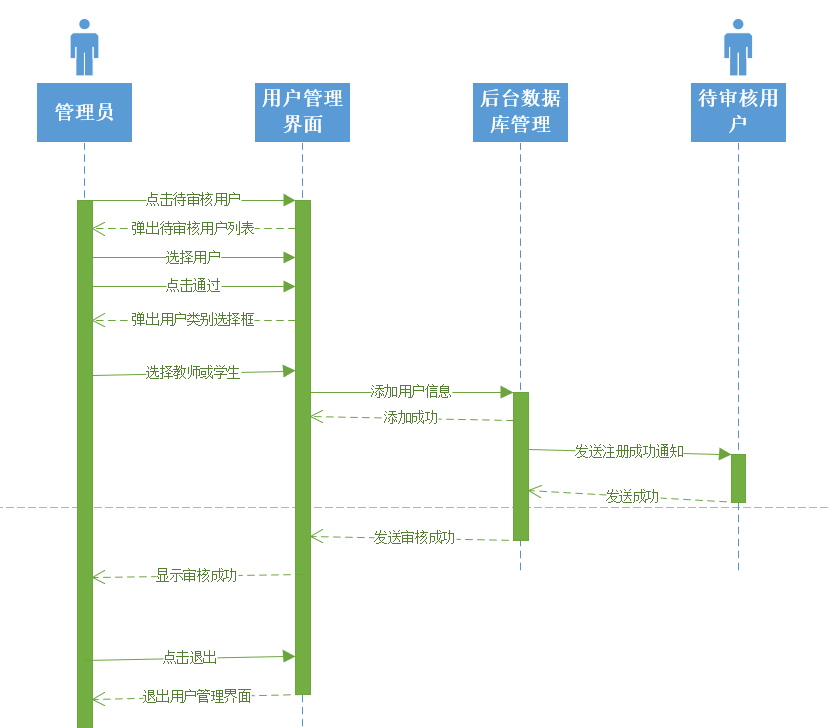 管理员
用户管理
界面
后台数据
库管理
待审核用
户
点击待审核用户
弹出待审核用户列表
选择用户
点击通过
弹出用户类别选择框
选择教师或学生
添加用户信息
添加成功
发送注册成功通知
发送成功
发送审核成功
显示审核成功
点击退出
退出用户管理界面